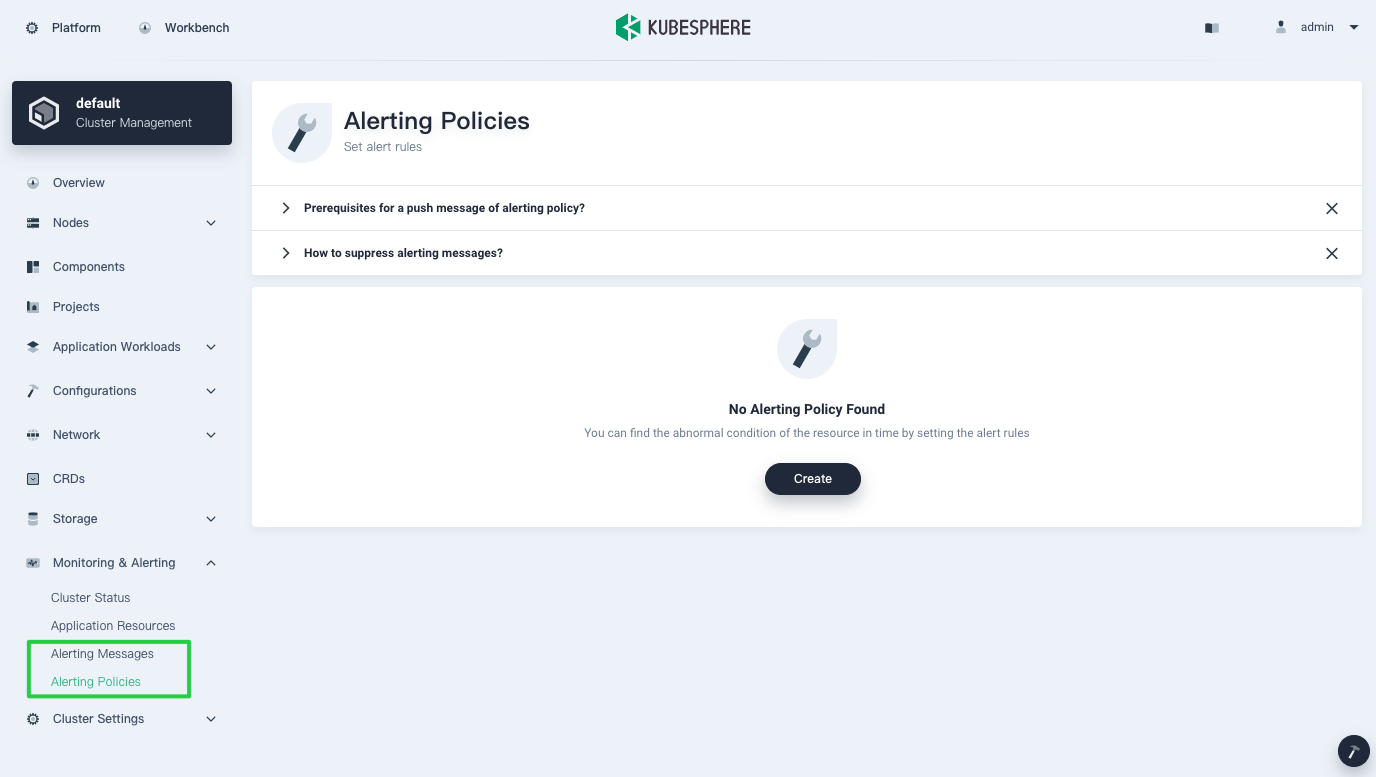 Platform
Workbench
KUBESPHERE
admin
default
Cluster Management
Overview
Nodes
Components
Projects
Application Workloads
Configurations
Network
CRDs
Storage
Monitoring & Alerting
Cluster Status
Application Resources
Alerting Messages
Alerting Policies
Cluster Settings
Alerting Policies
Set alert rules
Prerequisites for a push message of alerting policy?
How to suppress alerting messages?
No Alerting Policy Found
You can find the abnormal condition of the resource in time by setting the alert rules
Create